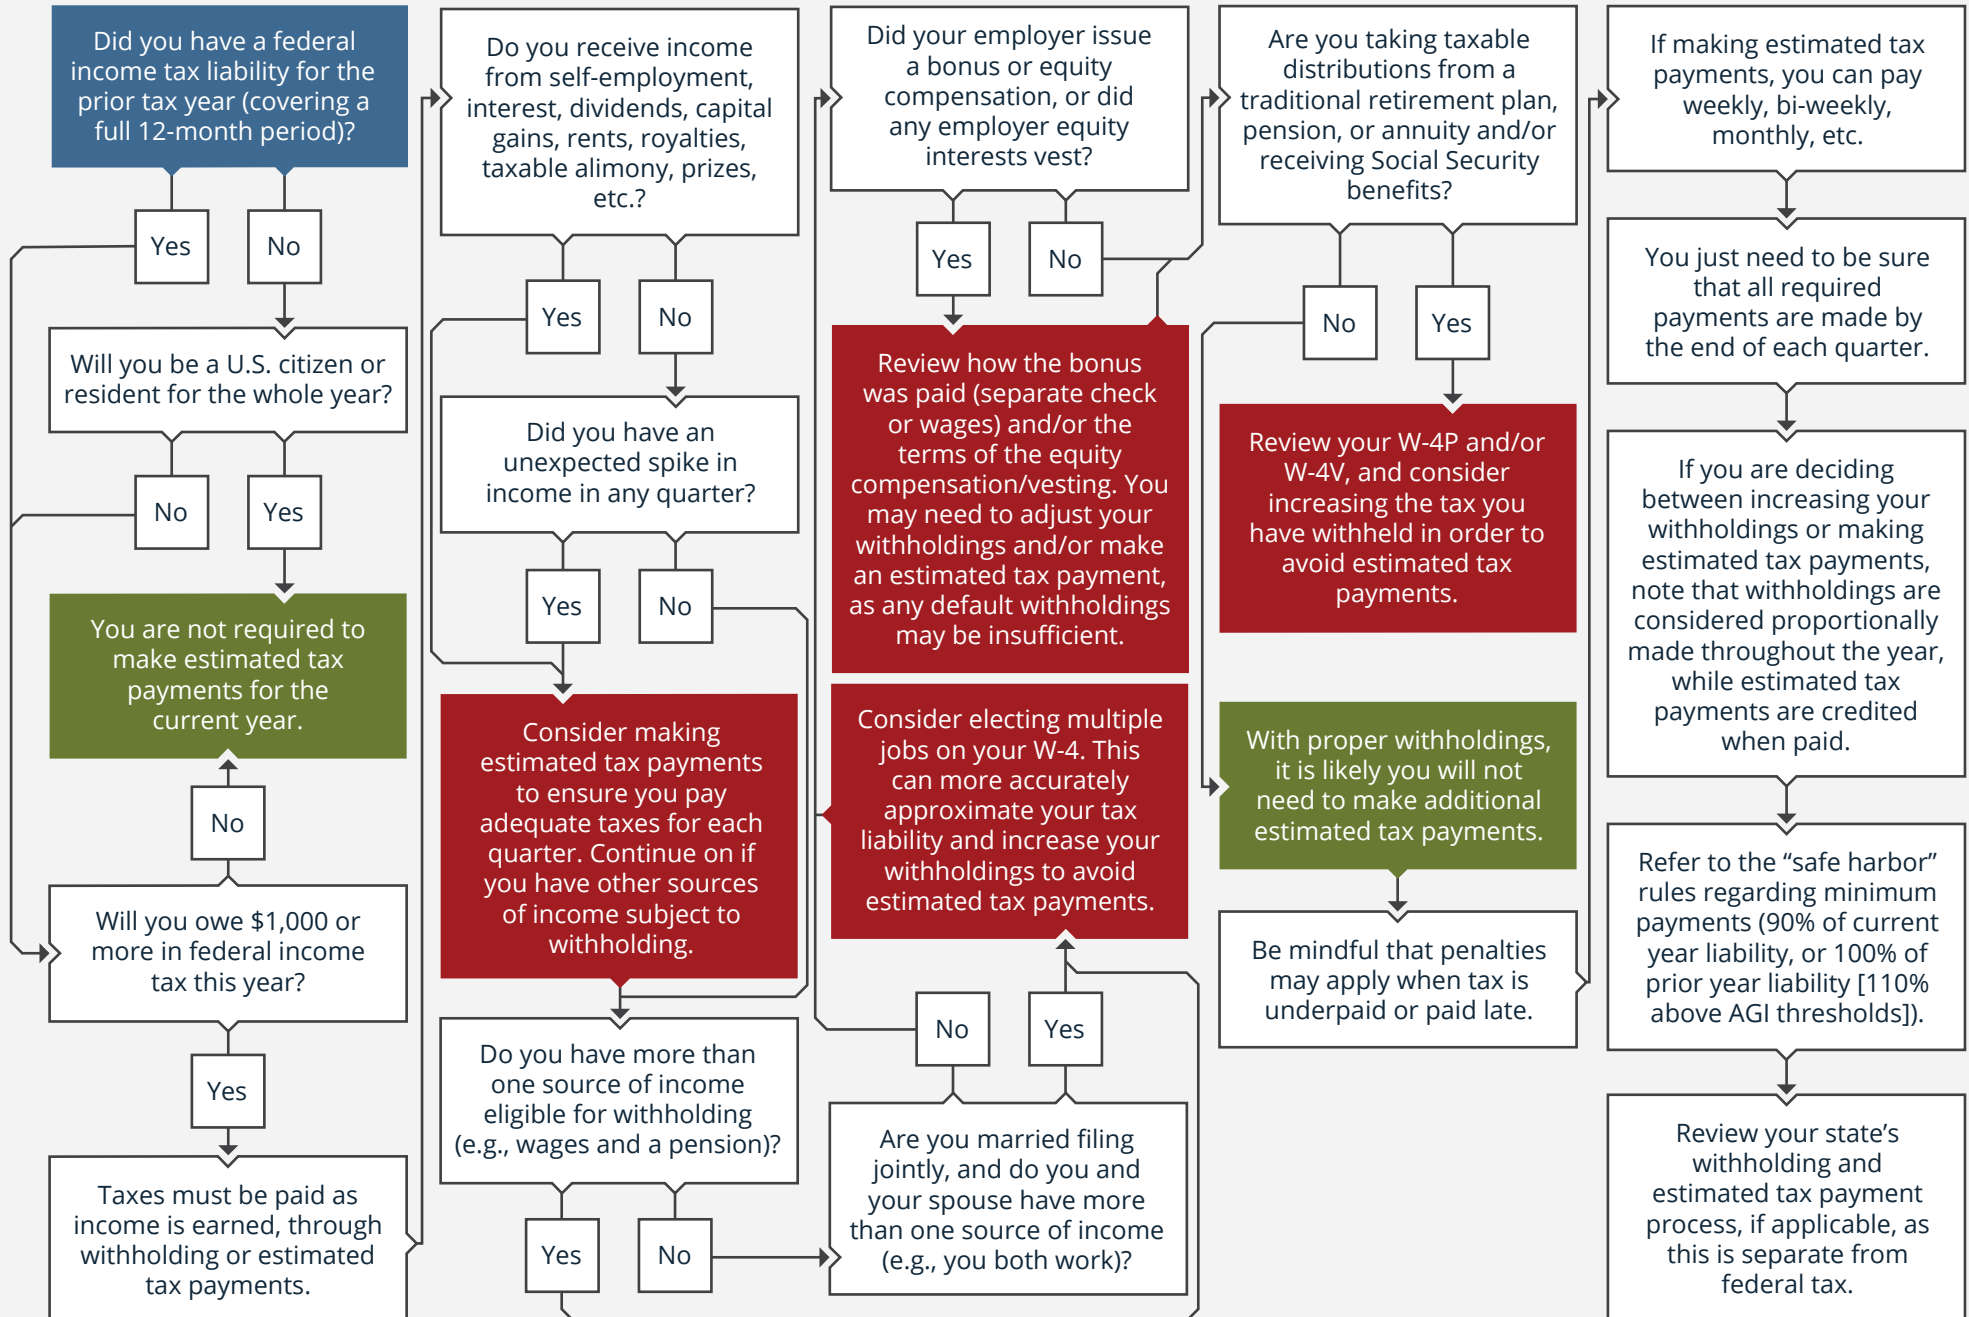 Did you have a federal
income tax liability for the
prior tax year (covering a
full 12-month period)?
Yes
No
Will you be a U.S. citizen or
resident for the whole year?
No
Yes
You are not required to
make estimated tax
payments for the
current year.
No
Will you owe $1,000 or
more in federal income
tax this year?
Yes
Taxes must be paid as
income is earned, through
withholding or estimated
tax payments.
Do you receive income
from self-employment,
interest, dividends, capital
gains, rents, royalties,
taxable alimony, prizes,
etc.?
Yes
No
Did you have an
unexpected spike in
income in any quarter?
Yes
No
Consider making
estimated tax payments
to ensure you pay
adequate taxes for each
quarter. Continue on if
you have other sources
of income subject to
withholding.
Do you have more than
one source of income
eligible for withholding
(e.g., wages and a pension)?
Yes
No
Did your employer issue
a bonus or equity
compensation, or did
any employer equity
interests vest?
Yes
No
Review how the bonus
was paid (separate check
or wages) and/or the
terms of the equity
compensation/vesting. You
may need to adjust your
withholdings and/or make
an estimated tax payment,
as any default withholdings
may be insufficient.
Consider electing multiple
jobs on your W-4. This
can more accurately
approximate your tax
liability and increase your
withholdings to avoid
estimated tax payments.
No
Yes
Are you married filing
jointly, and do you and
your spouse have more
than one source of income
(e.g., you both work)?
Are you taking taxable
distributions from a
traditional retirement plan,
pension, or annuity and/or
receiving Social Security
benefits?
No
Yes
Review your W-4P and/or
W-4V, and consider
increasing the tax you
have withheld in order to
avoid estimated tax
payments.
With proper withholdings,
it is likely you will not
need to make additional
estimated tax payments.
Be mindful that penalties
may apply when tax is
underpaid or paid late.
If making estimated tax
payments, you can pay
weekly, bi-weekly,
monthly, etc.
You just need to be sure
that all required
payments are made by
the end of each quarter.
If you are deciding
between increasing your
withholdings or making
estimated tax payments,
note that withholdings are
considered proportionally
made throughout the year,
while estimated tax
payments are credited
when paid.
Refer to the “safe harbor”
rules regarding minimum
payments (90% of current
year liability, or 100% of
prior year liability [110%
above AGI thresholds]).
Review your state’s
withholding and
estimated tax payment
process, if applicable, as
this is separate from
federal tax.